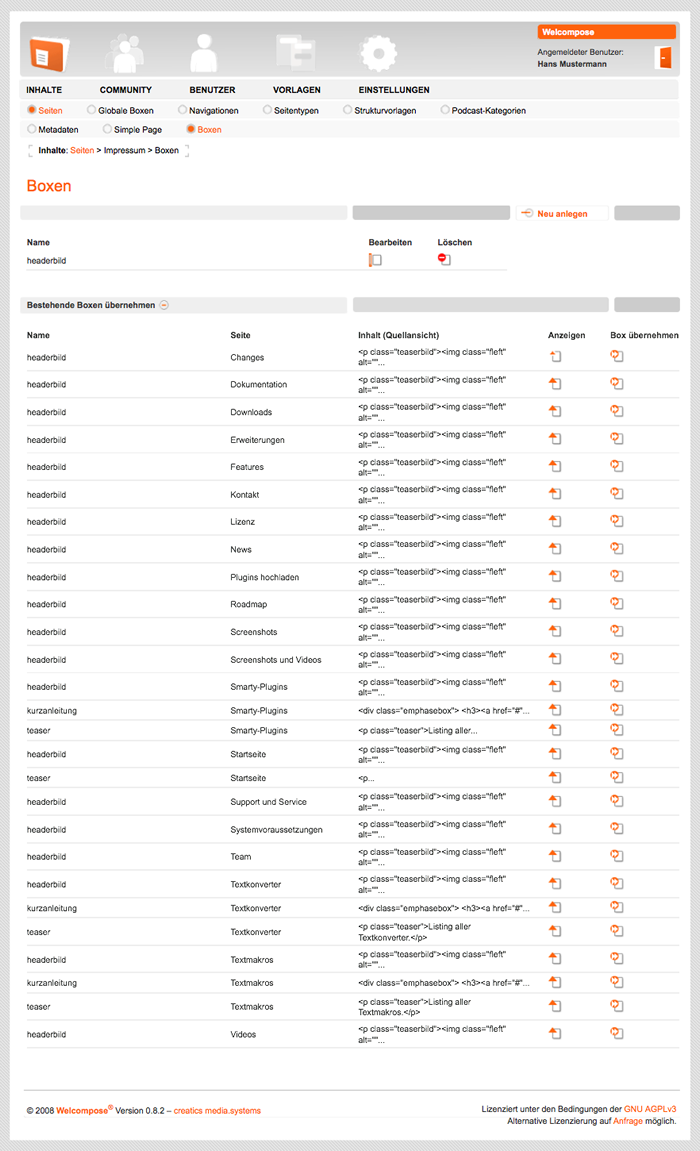 Welcompose
Angemeldeter Benutzer:
Hans Mustermann
INHALTE COMMUNITY BENUTZER VORLAGEN EINSTELLUNGEN
Seiten Globale Boxen Navigationen Seitentypen Strukturvorlagen Podcast-Kategorien
Metadaten Simple Page Boxen
Inhalte: Seiten > Impressum > Boxen
Boxen
Neu anlegen
Name Bearbeiten Löschen
headerbild
Bestehende Boxen übernehmen
Name Seite Inhalt (Quellansicht) Anzeigen Box übernehmen
headerbild Changes <p class="teaserbild"><img class="fleft"
alt=""...
headerbild Dokumentation <p class="teaserbild"><img class="fleft"
alt=""...
headerbild Downloads <p class="teaserbild"><img class="fleft"
alt=""...
headerbild Erweiterungen <p class="teaserbild"><img class="fleft"
alt=""...
headerbild Features <p class="teaserbild"><img class="fleft"
alt=""...
headerbild Kontakt <p class="teaserbild"><img class="fleft"
alt=""...
headerbild Lizenz <p class="teaserbild"><img class="fleft"
alt=""...
headerbild News <p class="teaserbild"><img class="fleft"
alt=""...
headerbild Plugins hochladen <p class="teaserbild"><img class="fleft"
alt=""...
headerbild Roadmap <p class="teaserbild"><img class="fleft"
alt=""...
headerbild Screenshots <p class="teaserbild"><img class="fleft"
alt=""...
headerbild Screenshots und Videos <p class="teaserbild"><img class="fleft"
alt=""...
headerbild Smarty-Plugins <p class="teaserbild"><img class="fleft"
alt=""...
kurzanleitung Smarty-Plugins <div class="emphasebox"> <h3><a href="#"...
teaser Smarty-Plugins <p class="teaser">Listing aller...
headerbild Startseite <p class="teaserbild"><img class="fleft"
alt=""...
teaser Startseite <p...
headerbild Support und Service <p class="teaserbild"><img class="fleft"
alt=""...
headerbild Systemvoraussetzungen <p class="teaserbild"><img class="fleft"
alt=""...
headerbild Team <p class="teaserbild"><img class="fleft"
alt=""...
headerbild Textkonverter <p class="teaserbild"><img class="fleft"
alt=""...
kurzanleitung Textkonverter <div class="emphasebox"> <h3><a href="#"...
teaser Textkonverter <p class="teaser">Listing aller
Textkonverter.</p>
headerbild Textmakros <p class="teaserbild"><img class="fleft"
alt=""...
kurzanleitung Textmakros <div class="emphasebox"> <h3><a href="#"...
teaser Textmakros <p class="teaser">Listing aller
Textmakros.</p>
headerbild Videos <p class="teaserbild"><img class="fleft"
alt=""...
© 2008 Welcompose® Version 0.8.2 – creatics media.systems
Lizenziert unter den Bedingungen der GNU AGPLv3
Alternative Lizenzierung auf Anfrage möglich.